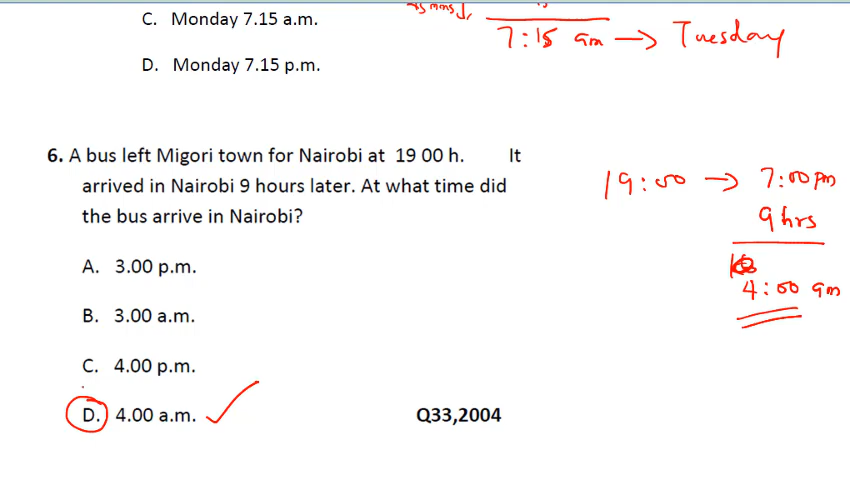 C. Monday 7.15 a.m.
7:15 am → Tuesday
D. Monday 7.15 p.m.
6. A bus left Migori town for Nairobi at 19 00 h. It
arrived in Nairobi 9 hours later. At what time did
the bus arrive in Nairobi?
19:00 → 7:00 pm
9 hrs
4:00 am
A. 3.00 p.m.
B. 3.00 a.m.
C. 4.00 p.m.
D. 4.00 a.m.
Q33,2004